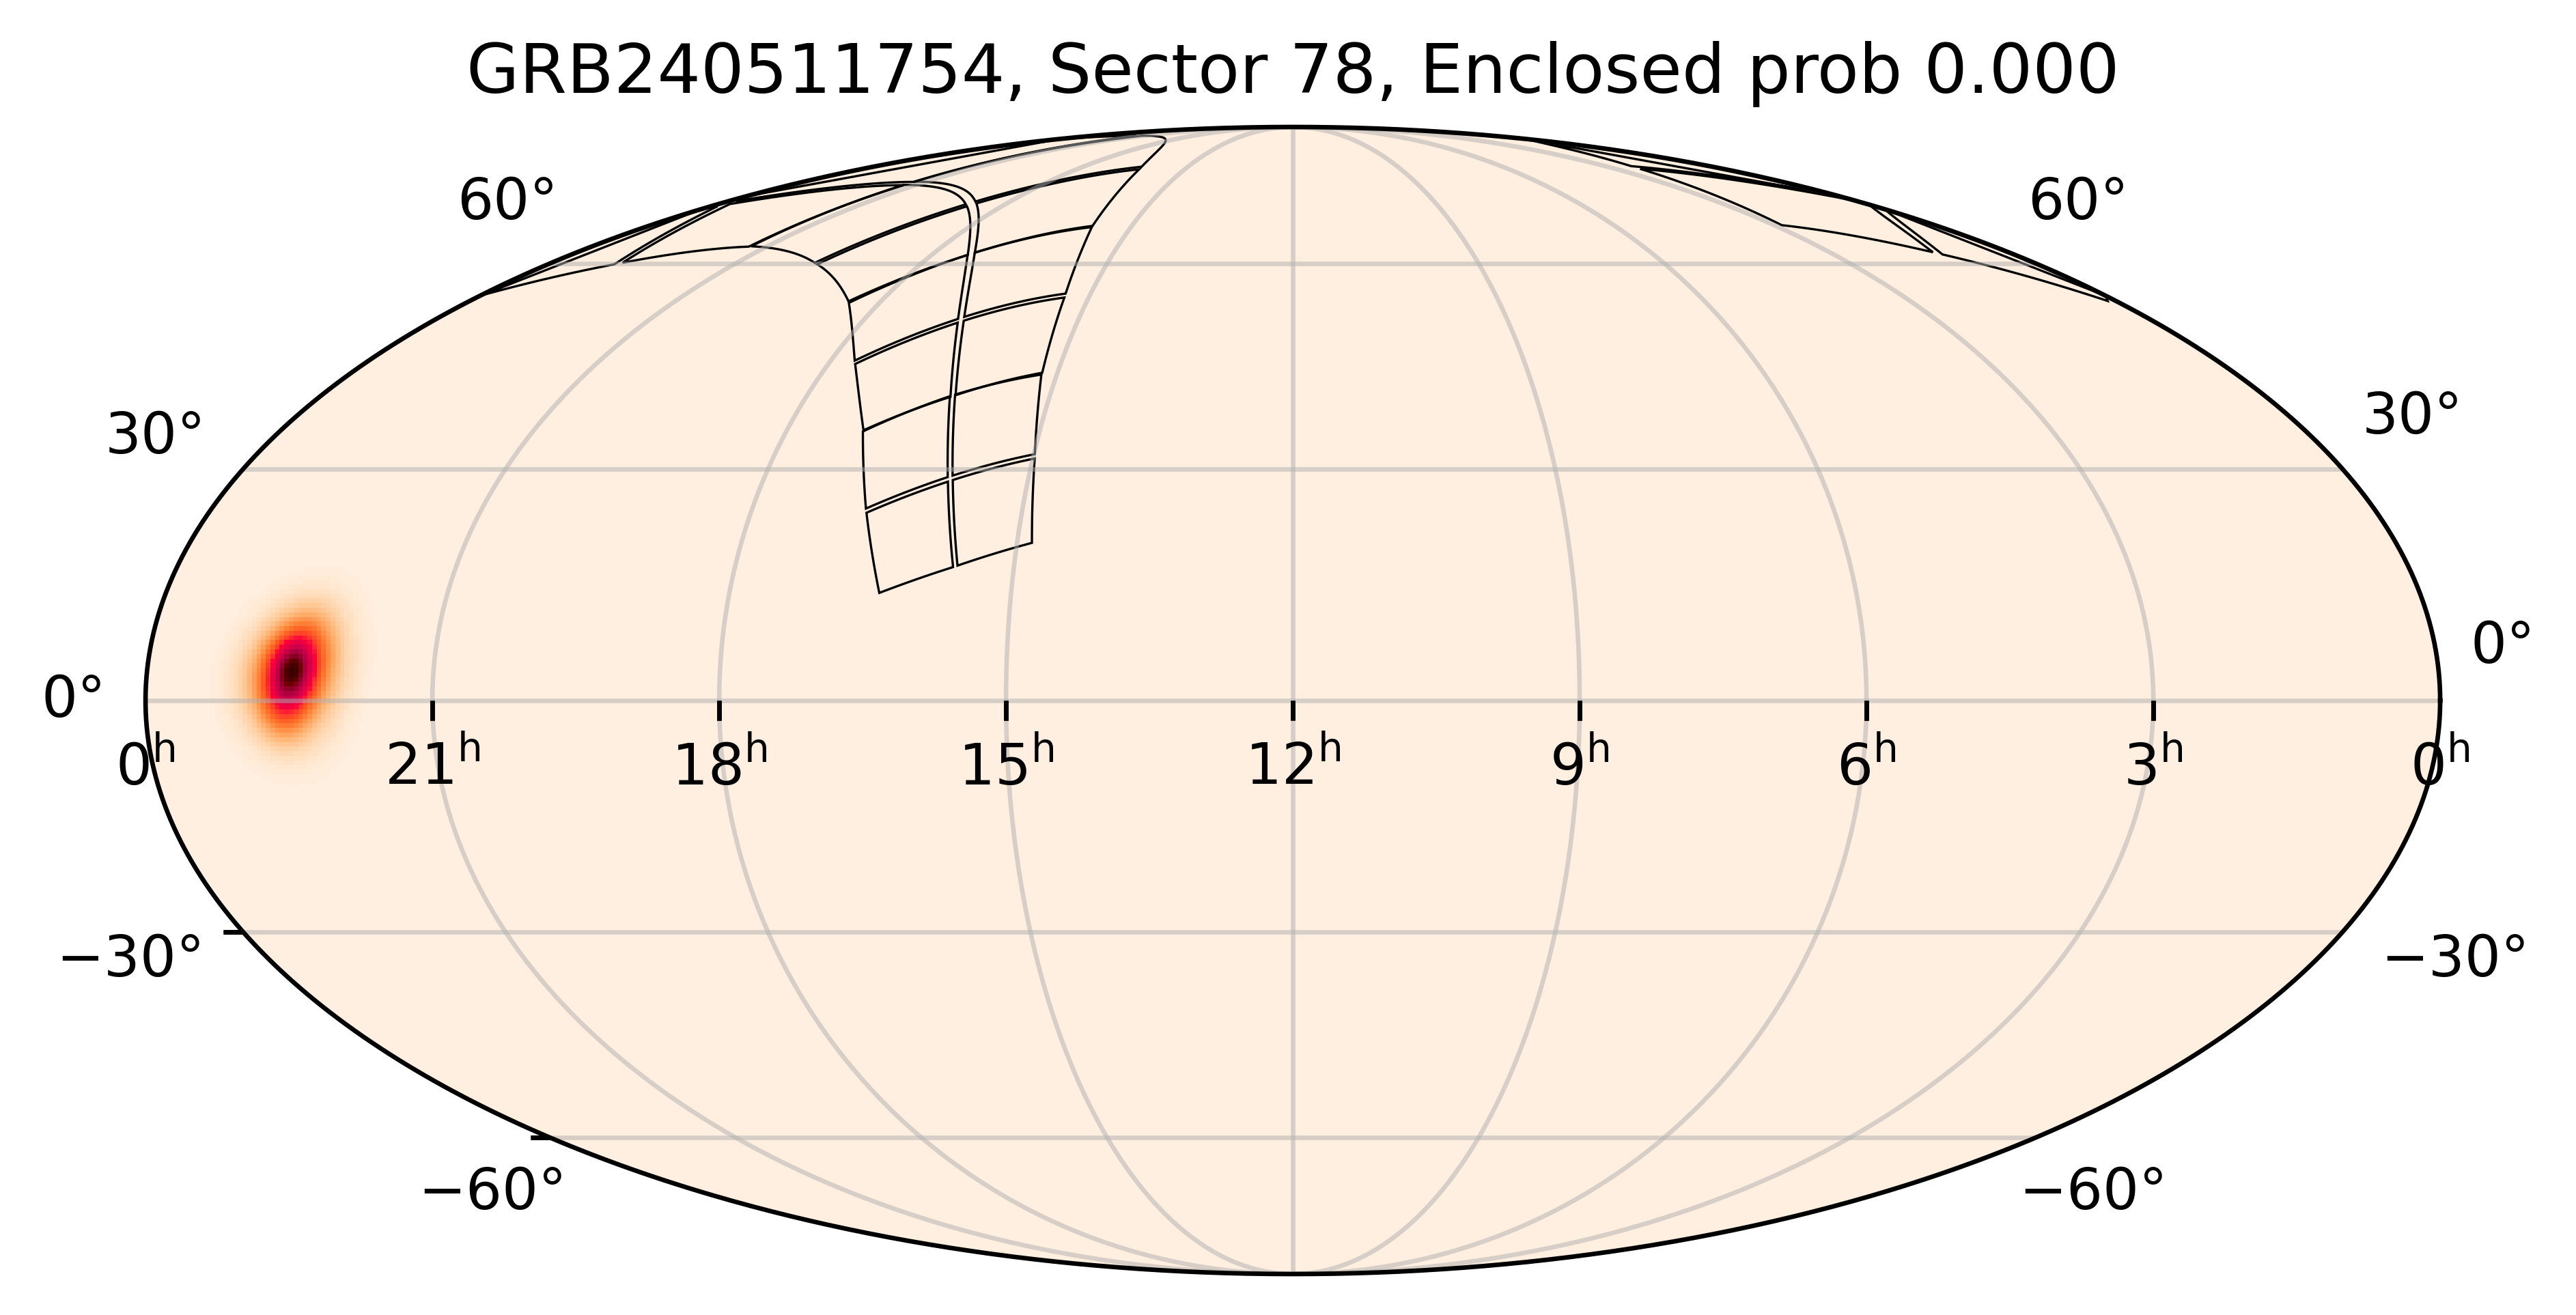 GRB240511754, Sector 78, Enclosed prob 0.000
60° 60°
30° 30°
0° 0°
0ʰ 21ʰ 18ʰ 15ʰ 12ʰ 9ʰ 6ʰ 3ʰ 0ʰ
−30° −30°
−60° −60°